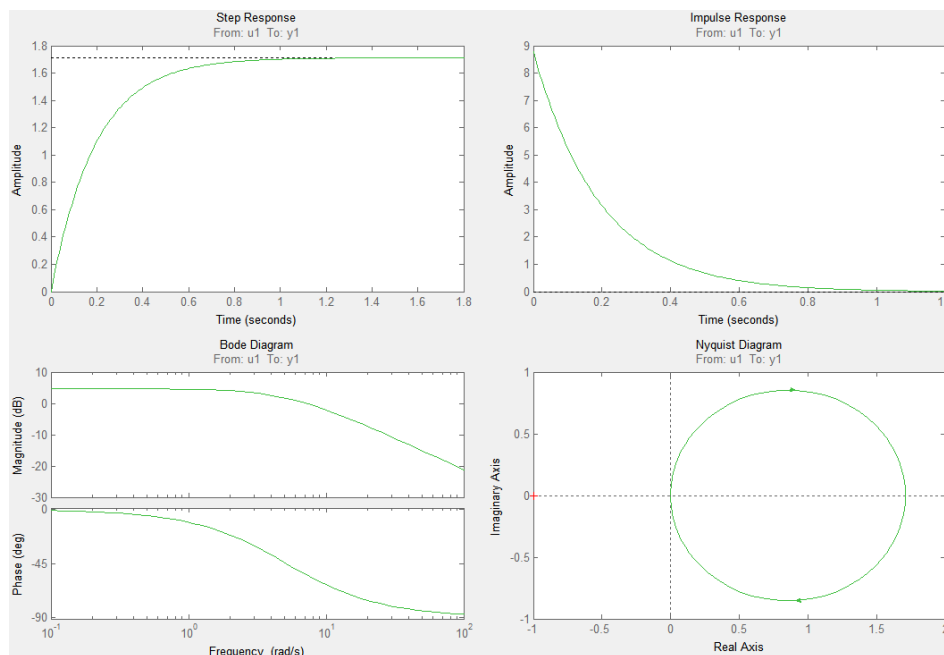 Step Response
From: u1 To: y1
1.8
1.6
1.4
1.2
1
0.8
0.6
0.4
0.2
0
Amplitude
0 0.2 0.4 0.6 0.8 1 1.2 1.4 1.6 1.8
Time (seconds)
Impulse Response
From: u1 To: y1
9
8
7
6
5
4
3
2
1
0
Amplitude
0 0.2 0.4 0.6 0.8 1
Time (seconds)
Bode Diagram
From: u1 To: y1
10
0
-10
-20
-30
Magnitude (dB)
0
-45
-90
Phase (deg)
10^-1 10^0 10^1 10^2
Frequency (rad/s)
Nyquist Diagram
From: u1 To: y1
1
0.5
0
-0.5
-1
Imaginary Axis
-1 -0.5 0 0.5 1 1.5
Real Axis